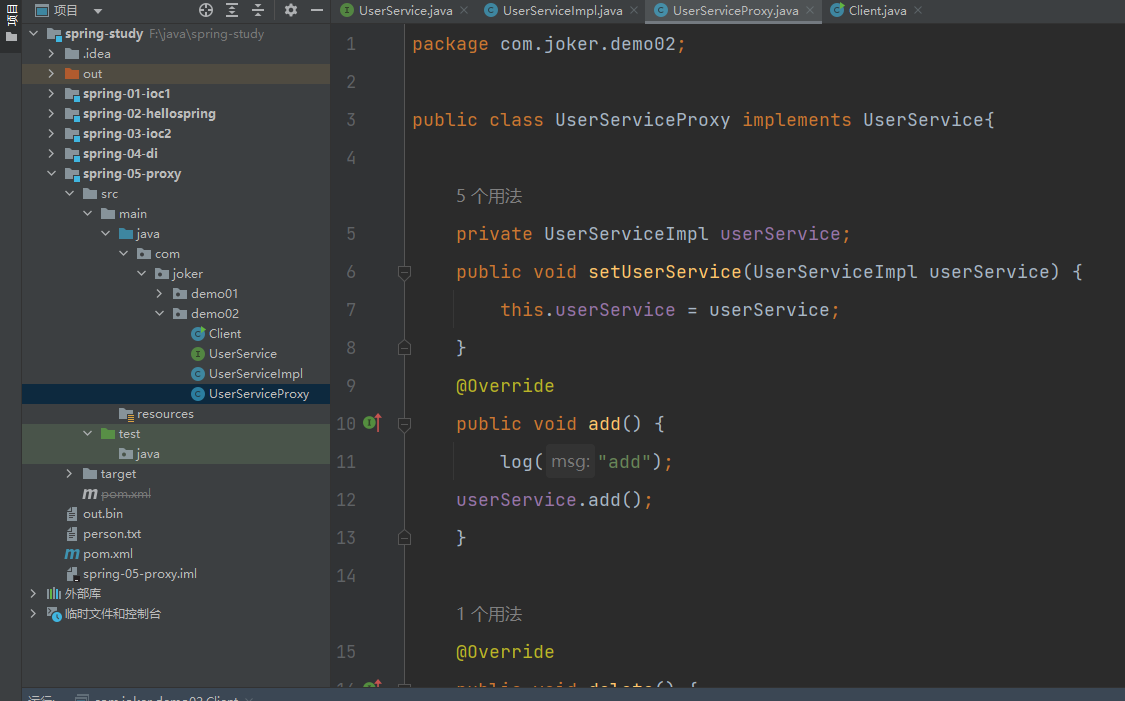 项目
项目
spring-study F:\java\spring-study
.idea
out
spring-01-ioc1
spring-02-hellospring
spring-03-ioc2
spring-04-di
spring-05-proxy
src
main
java
com
joker
demo01
demo02
Client
UserService
UserServiceImpl
UserServiceProxy
resources
test
java
target
pom.xml
out.bin
person.txt
pom.xml
spring-05-proxy.iml
外部库
临时文件和控制台
UserService.java
UserServiceImpl.java
UserServiceProxy.java
Client.java
1 package com.joker.demo02;
2
3 public class UserServiceProxy implements UserService{
4
5 个用法
5 private UserServiceImpl userService;
6 public void setUserService(UserServiceImpl userService) {
7 this.userService = userService;
8 }
9 @Override
10 public void add() {
11 log( msg: "add");
12 userService.add();
13 }
14
1 个用法
15 @Override
16 public void delete() {
运行: com.joker.demo02.Client